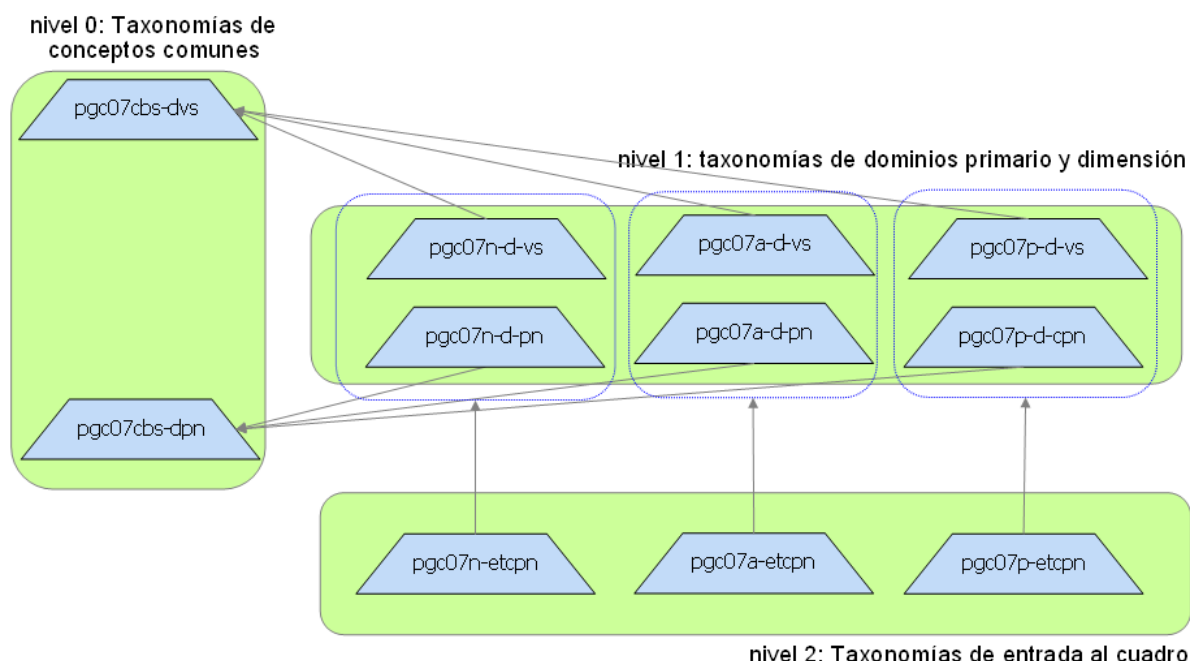 nivel 0: Taxonomías de
conceptos comunes
pgc07cbs-dvs
nivel 1: taxonomías de dominios primario y dimensión
pgc07n-d-vs
pgc07a-d-vs
pgc07p-d-vs
pgc07n-d-pn
pgc07a-d-pn
pgc07p-d-cpn
pgc07cbs-dpn
pgc07n-etcpn
pgc07a-etcpn
pgc07p-etcpn
nivel 2: Taxonomías de entrada al cuadro